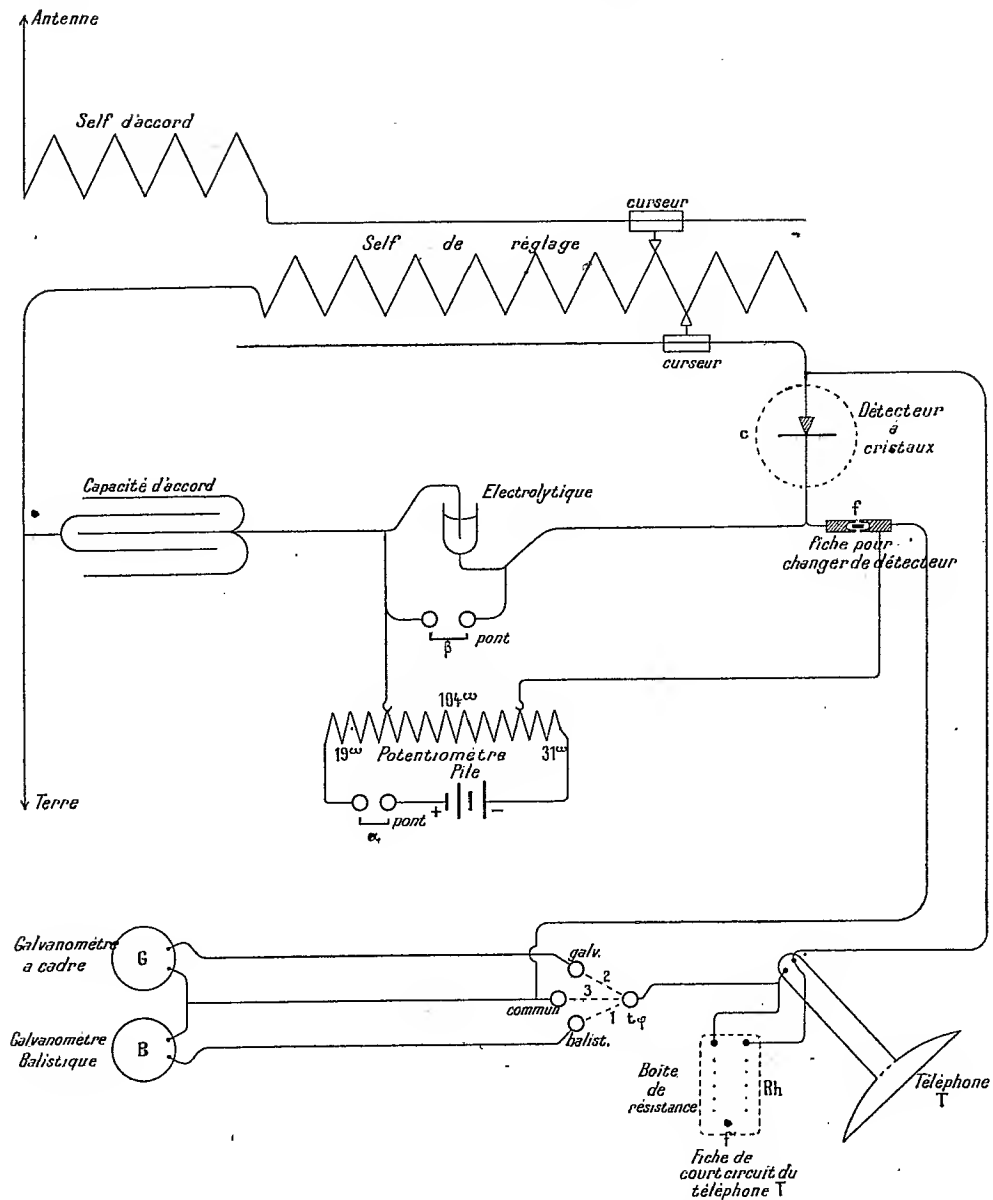 Antenne
Self d'accord
curseur
Self de réglage
curseur
c
Détecteur
à
cristaux
Capacité d'accord
Electrolytique
f
fiche pour
changer de détecteur
β pont
104ω
19ω Potentiomètre 31ω
Pile
+ −
α pont
Terre
Galvanomètre
a cadre
G
galv.
2
3
commun
1
tφ
balist.
Galvanomètre
Balistique
B
Boite
de
résistance
Rh
f
Fiche de
court circuit du
téléphone T
Téléphone
T